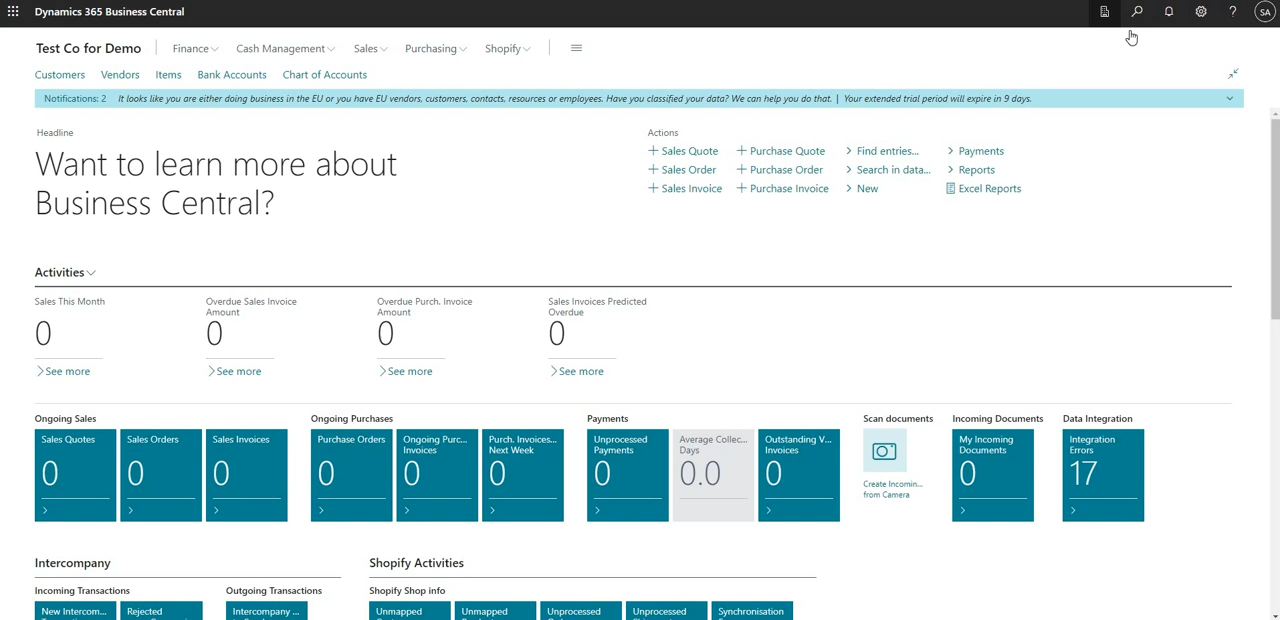 Dynamics 365 Business Central
SA
Test Co for Demo
Finance
Cash Management
Sales
Purchasing
Shopify
Customers
Vendors
Items
Bank Accounts
Chart of Accounts
Notifications: 2 It looks like you are either doing business in the EU or you have EU vendors, customers, contacts, resources or employees. Have you classified your data? We can help you do that. | Your extended trial period will expire in 9 days.
Headline
Want to learn more about
Business Central?
Actions
+ Sales Quote
+ Purchase Quote
> Find entries...
> Payments
+ Sales Order
+ Purchase Order
> Search in data...
> Reports
+ Sales Invoice
+ Purchase Invoice
> New
Excel Reports
Activities
Sales This Month
0
>See more
Overdue Sales Invoice
Amount
0
>See more
Overdue Purch. Invoice
Amount
0
>See more
Sales Invoices Predicted
Overdue
0
>See more
Ongoing Sales
Sales Quotes
0
Sales Orders
0
Sales Invoices
0
Ongoing Purchases
Purchase Orders
0
Ongoing Purc...
Invoices
0
Purch. Invoices...
Next Week
0
Payments
Unprocessed
Payments
0
Average Collec...
Days
0.0
Outstanding V...
Invoices
0
Scan documents
Create Incomin...
from Camera
Incoming Documents
My Incoming
Documents
0
Data Integration
Integration
Errors
17
Intercompany
Incoming Transactions
New Intercom...
Rejected
Outgoing Transactions
Intercompany ...
Shopify Activities
Shopify Shop info
Unmapped
Unmapped
Unprocessed
Unprocessed
Synchronisation